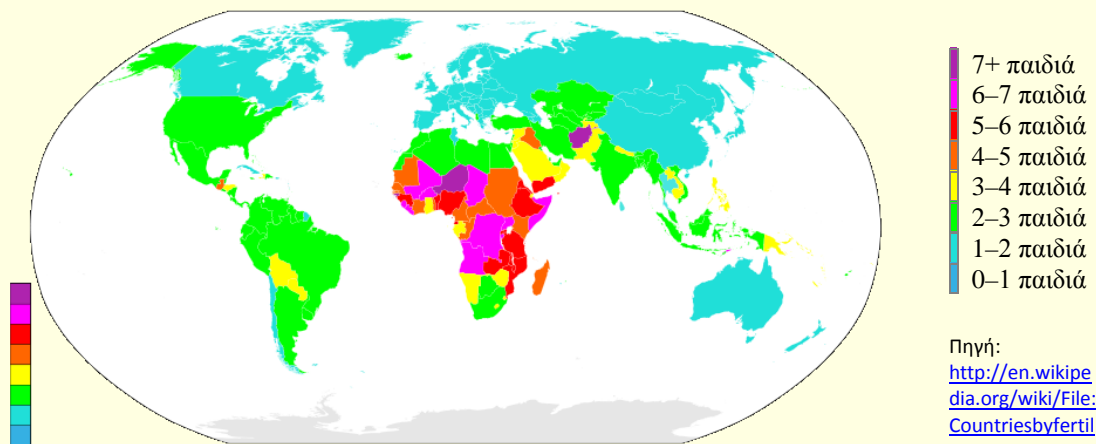 7+ παιδιά
6–7 παιδιά
5–6 παιδιά
4–5 παιδιά
3–4 παιδιά
2–3 παιδιά
1–2 παιδιά
0–1 παιδιά
Πηγή:
http://en.wikipe
dia.org/wiki/File:
Countriesbyfertil